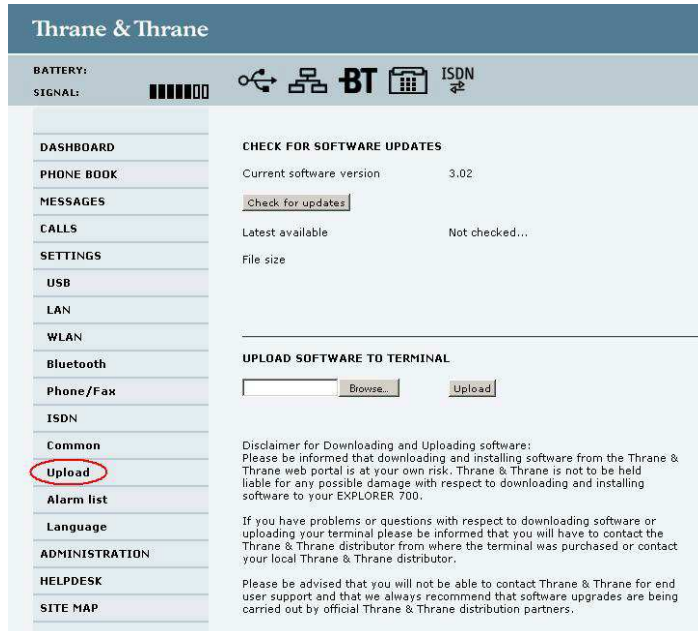 Thrane & Thrane
BATTERY:
SIGNAL:
BT
ISDN
DASHBOARD
PHONE BOOK
MESSAGES
CALLS
SETTINGS
USB
LAN
WLAN
Bluetooth
Phone/Fax
ISDN
Common
Upload
Alarm list
Language
ADMINISTRATION
HELPDESK
SITE MAP
CHECK FOR SOFTWARE UPDATES
Current software version 3.02
Check for updates
Latest available Not checked...
File size
UPLOAD SOFTWARE TO TERMINAL
Browse... Upload
Disclaimer for Downloading and Uploading software:
Please be informed that downloading and installing software from the Thrane &
Thrane web portal is at your own risk. Thrane & Thrane is not to be held
liable for any possible damage with respect to downloading and installing
software to your EXPLORER 700.
If you have problems or questions with respect to downloading software or
uploading your terminal please be informed that you will have to contact the
Thrane & Thrane distributor from where the terminal was purchased or contact
your local Thrane & Thrane distributor.
Please be advised that you will not be able to contact Thrane & Thrane for end
user support and that we always recommend that software upgrades are being
carried out by official Thrane & Thrane distribution partners.